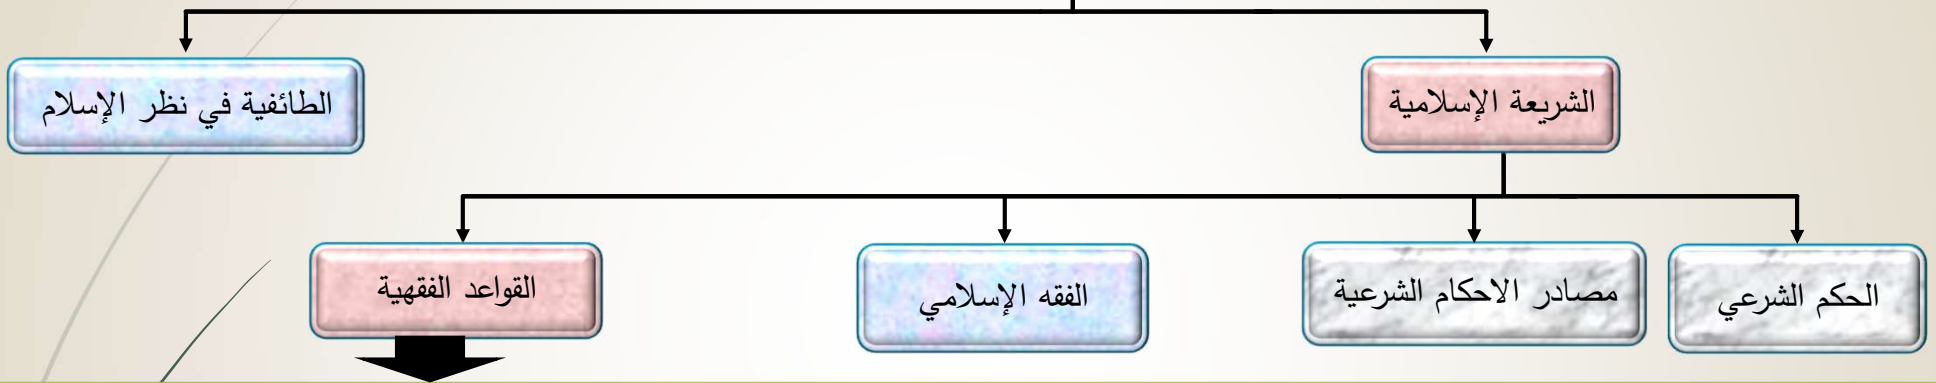 الشريعة الإسلامية
الطائفية في نظر الإسلام
الحكم الشرعي
مصادر الاحكام الشرعية
الفقه الإسلامي
القواعد الفقهية